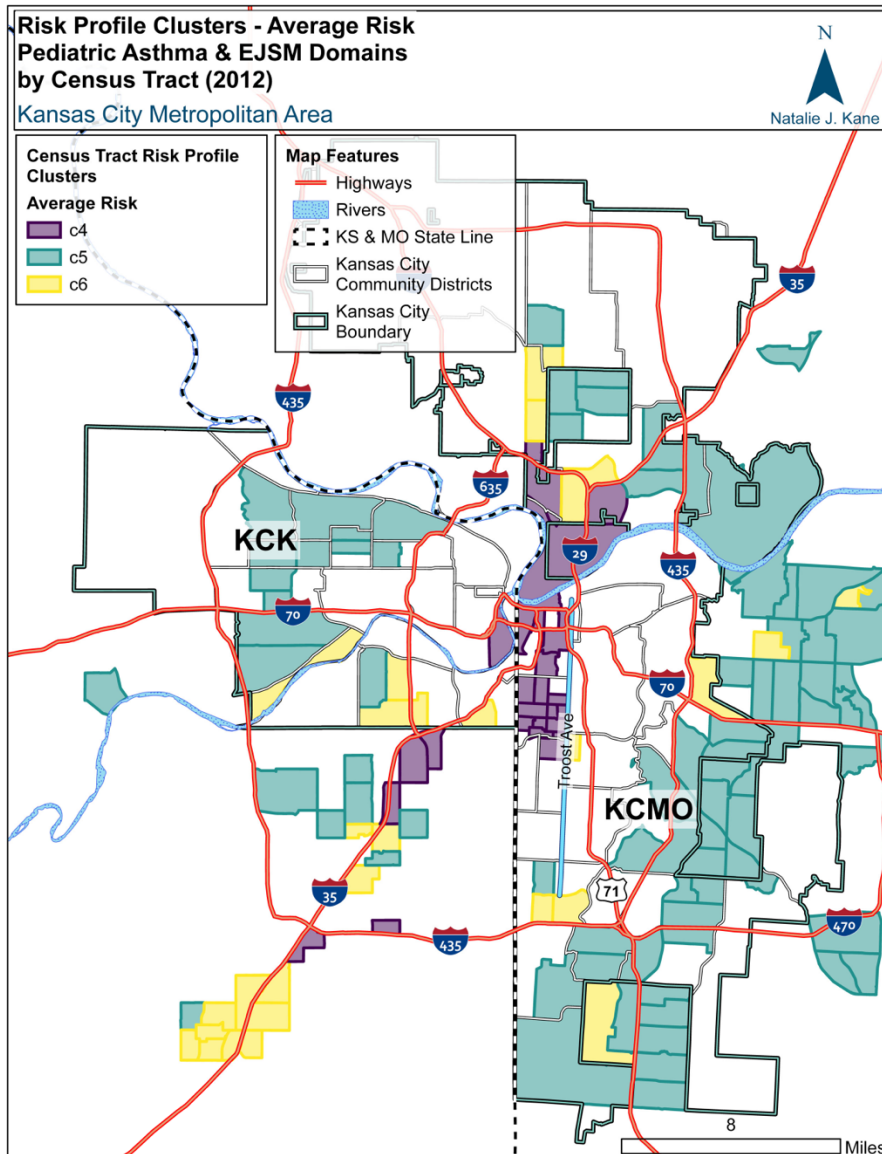 Risk Profile Clusters - Average Risk
Pediatric Asthma & EJSM Domains
by Census Tract (2012)
Kansas City Metropolitan Area
N
Natalie J. Kane
Census Tract Risk Profile
Clusters
Average Risk
c4
c5
c6
Map Features
Highways
Rivers
KS & MO State Line
Kansas City
Community Districts
Kansas City
Boundary
35
435
635
KCK
29
435
70
70
Troost Ave
KCMO
35
71
435
470
8
Miles